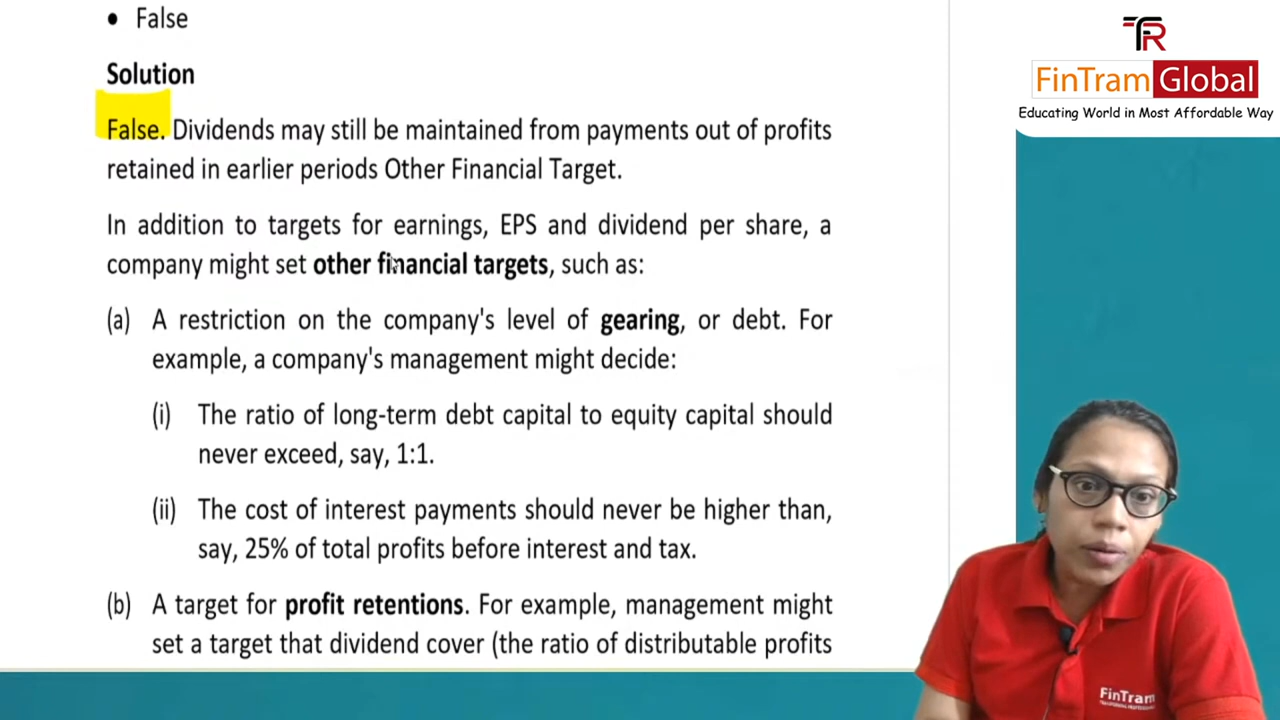 • False
Solution
False. Dividends may still be maintained from payments out of profits
retained in earlier periods Other Financial Target.
In addition to targets for earnings, EPS and dividend per share, a
company might set other financial targets, such as:
(a) A restriction on the company's level of gearing, or debt. For
example, a company's management might decide:
(i) The ratio of long-term debt capital to equity capital should
never exceed, say, 1:1.
(ii) The cost of interest payments should never be higher than,
say, 25% of total profits before interest and tax.
(b) A target for profit retentions. For example, management might
set a target that dividend cover (the ratio of distributable profits
FinTram Global
Educating World in Most Affordable Way
FinTram